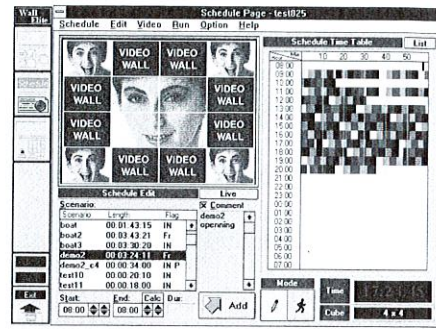 Wall
Elite
Schedule Page - test825
Schedule Edit Video Run Option Help
VIDEO WALL VIDEO WALL
VIDEO WALL VIDEO WALL
VIDEO WALL VIDEO WALL
VIDEO WALL VIDEO WALL
Schedule Time Table List
10 20 30 40 50
08:00
09:00
10:00
11:00
12:00
13:00
14:00
15:00
16:00
17:00
18:00
19:00
20:00
21:00
22:00
23:00
00:00
01:00
02:00
03:00
04:00
05:00
06:00
07:00
Schedule Edit Live
Scenario:
Scenario Length Flag
boat 00:01:43:15 IN
boat2 00:03:43:21 Fr
boat3 00:03:30:20 IN
demo2 00:03:24:11 Fr
demo2_c4 00:00:34:00 IN P
test10 00:00:20:10 IN
test11 00:00:18:00 IN
Comment
demo2
openning
Start: End: Calc Dur:
08:00 08:00
Add
Mode
Time
Cube 4 x 4
Exit